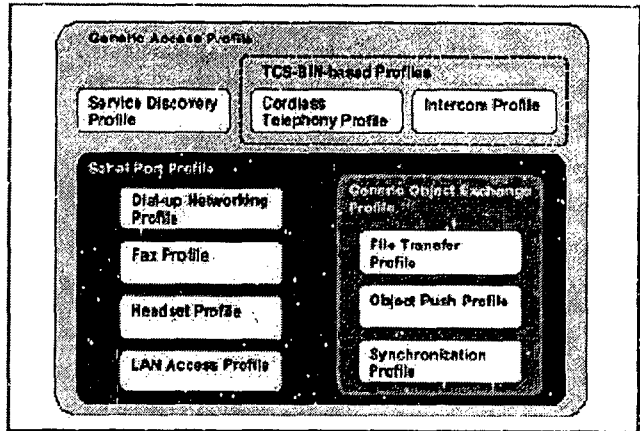 Generic Access Profile
TCS-BIN-based Profiles
Service Discovery
Profile
Cordless
Telephony Profile
Intercom Profile
Serial Port Profile
Dial-up Networking
Profile
Fax Profile
Headset Profile
LAN Access Profile
Generic Object Exchange
Profile
File Transfer
Profile
Object Push Profile
Synchronization
Profile